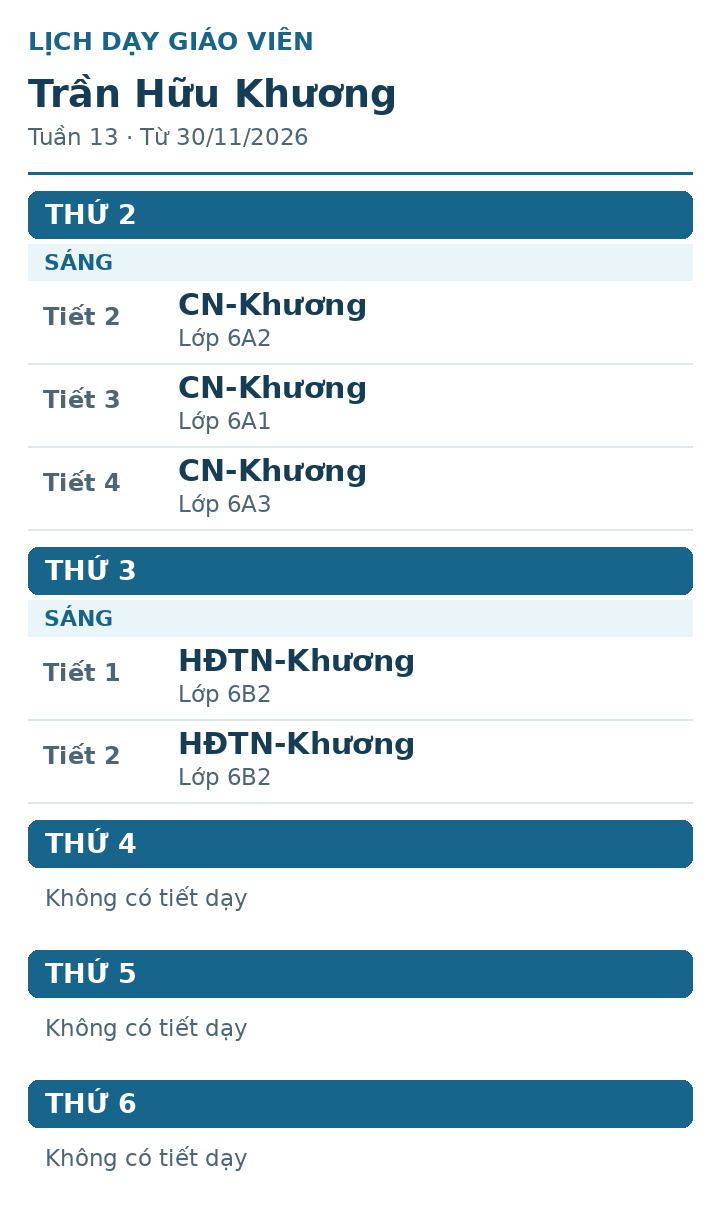 LỊCH DẠY GIÁO VIÊN
Trần Hữu Khương
Tuần 13 · Từ 30/11/2026
THỨ 2
SÁNG
Tiết 2
CN-Khương
Lớp 6A2
Tiết 3
CN-Khương
Lớp 6A1
Tiết 4
CN-Khương
Lớp 6A3
THỨ 3
SÁNG
Tiết 1
HĐTN-Khương
Lớp 6B2
Tiết 2
HĐTN-Khương
Lớp 6B2
THỨ 4
Không có tiết dạy
THỨ 5
Không có tiết dạy
THỨ 6
Không có tiết dạy